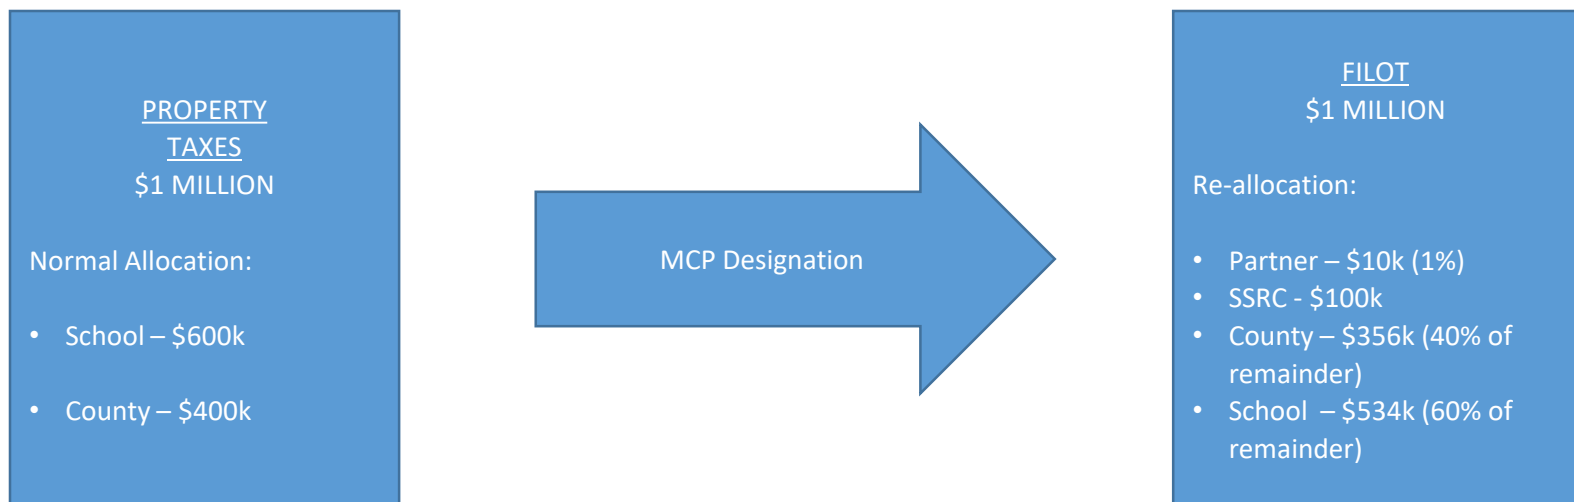 PROPERTY
TAXES
$1 MILLION
Normal Allocation:
• School – $600k
• County – $400k
MCP Designation
FILOT
$1 MILLION
Re-allocation:
• Partner – $10k (1%)
• SSRC - $100k
• County – $356k (40% of
remainder)
• School – $534k (60% of
remainder)